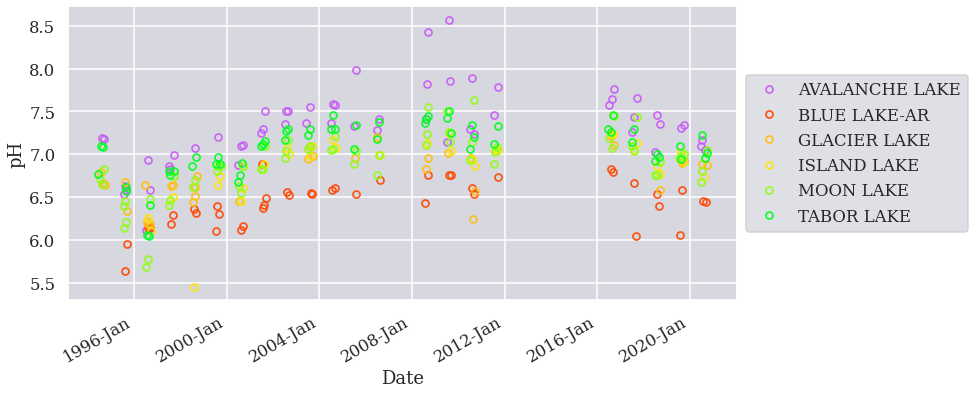 8.5
8.0
7.5
7.0
6.5
6.0
5.5
pH
1996-Jan
2000-Jan
2004-Jan
2008-Jan
2012-Jan
2016-Jan
2020-Jan
Date
AVALANCHE LAKE
BLUE LAKE-AR
GLACIER LAKE
ISLAND LAKE
MOON LAKE
TABOR LAKE